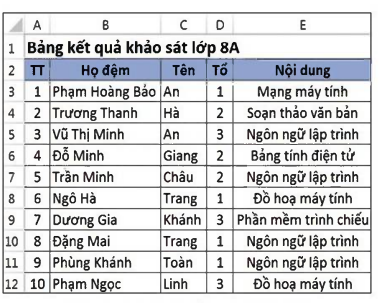 A B C D E
1 Bảng kết quả khảo sát lớp 8A
2 TT Họ đệm Tên Tổ Nội dung
3 1 Phạm Hoàng Bảo An 1 Mạng máy tính
4 2 Trương Thanh Hà 2 Soạn thảo văn bản
5 3 Vũ Thị Minh An 3 Ngôn ngữ lập trình
6 4 Đỗ Minh Giang 2 Bảng tính điện tử
7 5 Trần Minh Châu 2 Ngôn ngữ lập trình
8 6 Ngô Hà Trang 1 Đồ hoạ máy tính
9 7 Dương Gia Khánh 3 Phần mềm trình chiếu
10 8 Đặng Mai Trang 1 Ngôn ngữ lập trình
11 9 Phùng Khánh Toàn 1 Ngôn ngữ lập trình
12 10 Phạm Ngọc Linh 3 Đồ hoạ máy tính